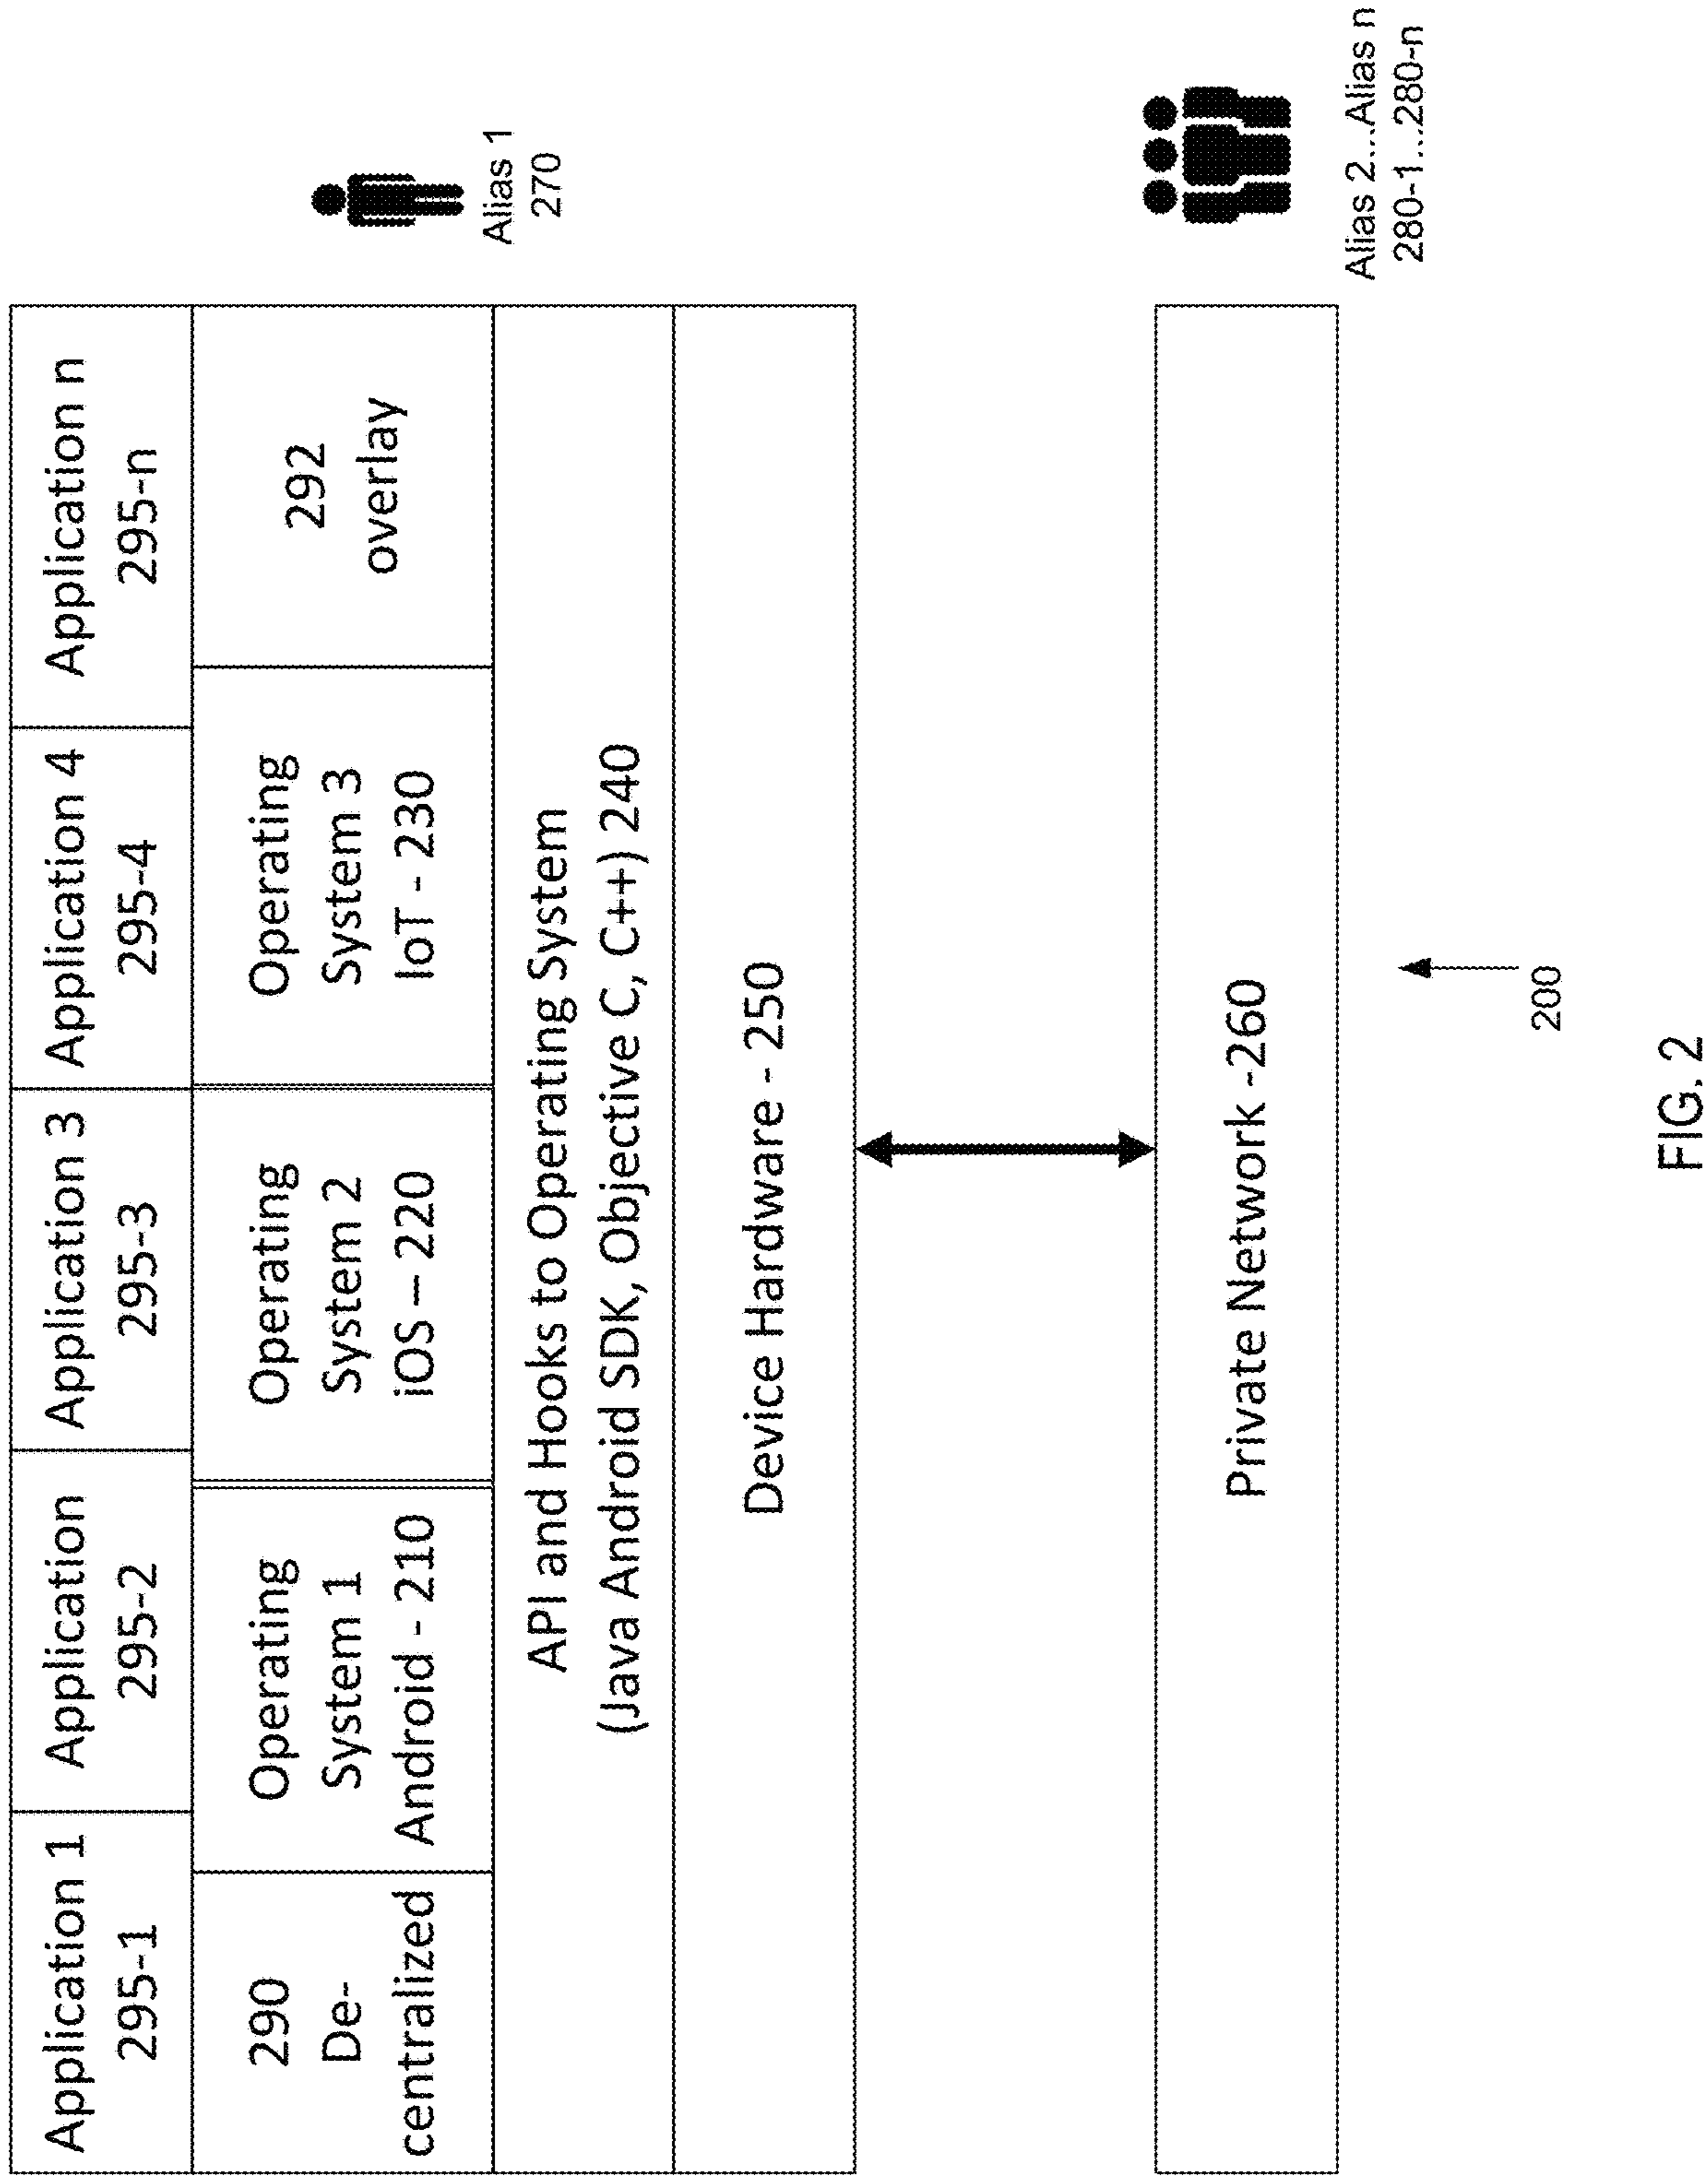 Application 1
295-1
Application
295-2
Application 3
295-3
Application 4
295-4
Application n
295-n
290
De-
centralized
Operating
System 1
Android - 210
Operating
System 2
iOS – 220
Operating
System 3
IoT - 230
292
overlay
API and Hooks to Operating System
(Java Android SDK, Objective C, C++) 240
Device Hardware - 250
Alias 1
270
Private Network -260
Alias 2...Alias n
280-1...280-n
200
FIG. 2